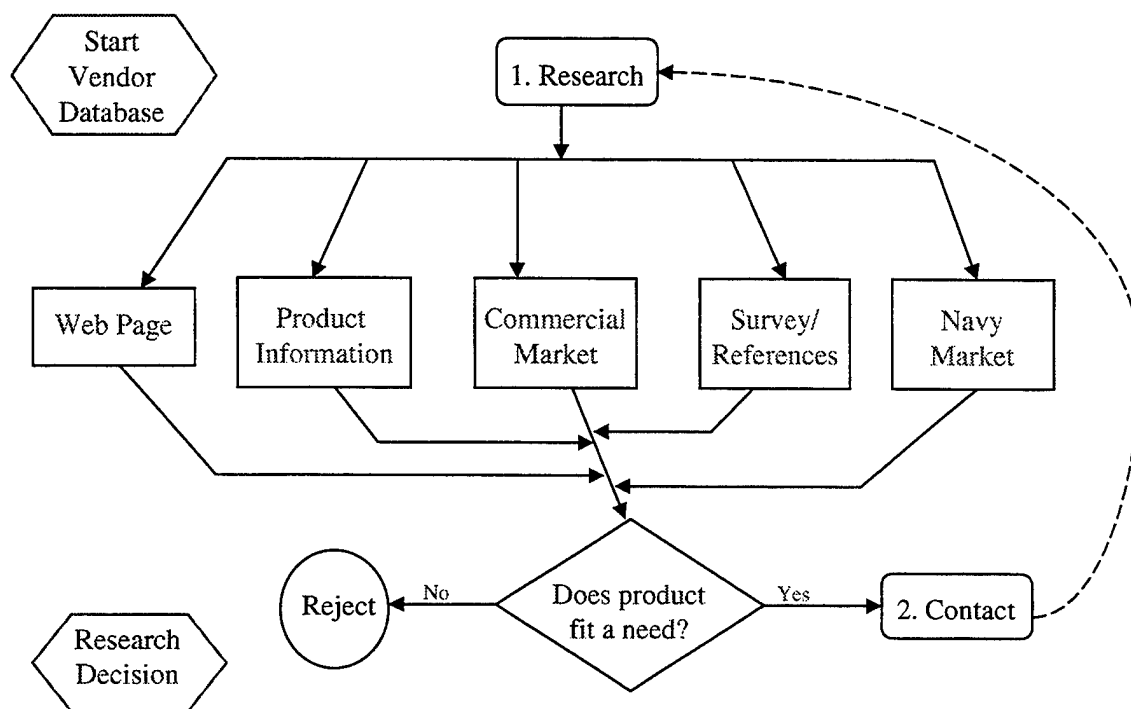 Start
Vendor
Database
1. Research
Web Page
Product
Information
Commercial
Market
Survey/
References
Navy
Market
No
Reject
Does product
fit a need?
Yes
2. Contact
Research
Decision